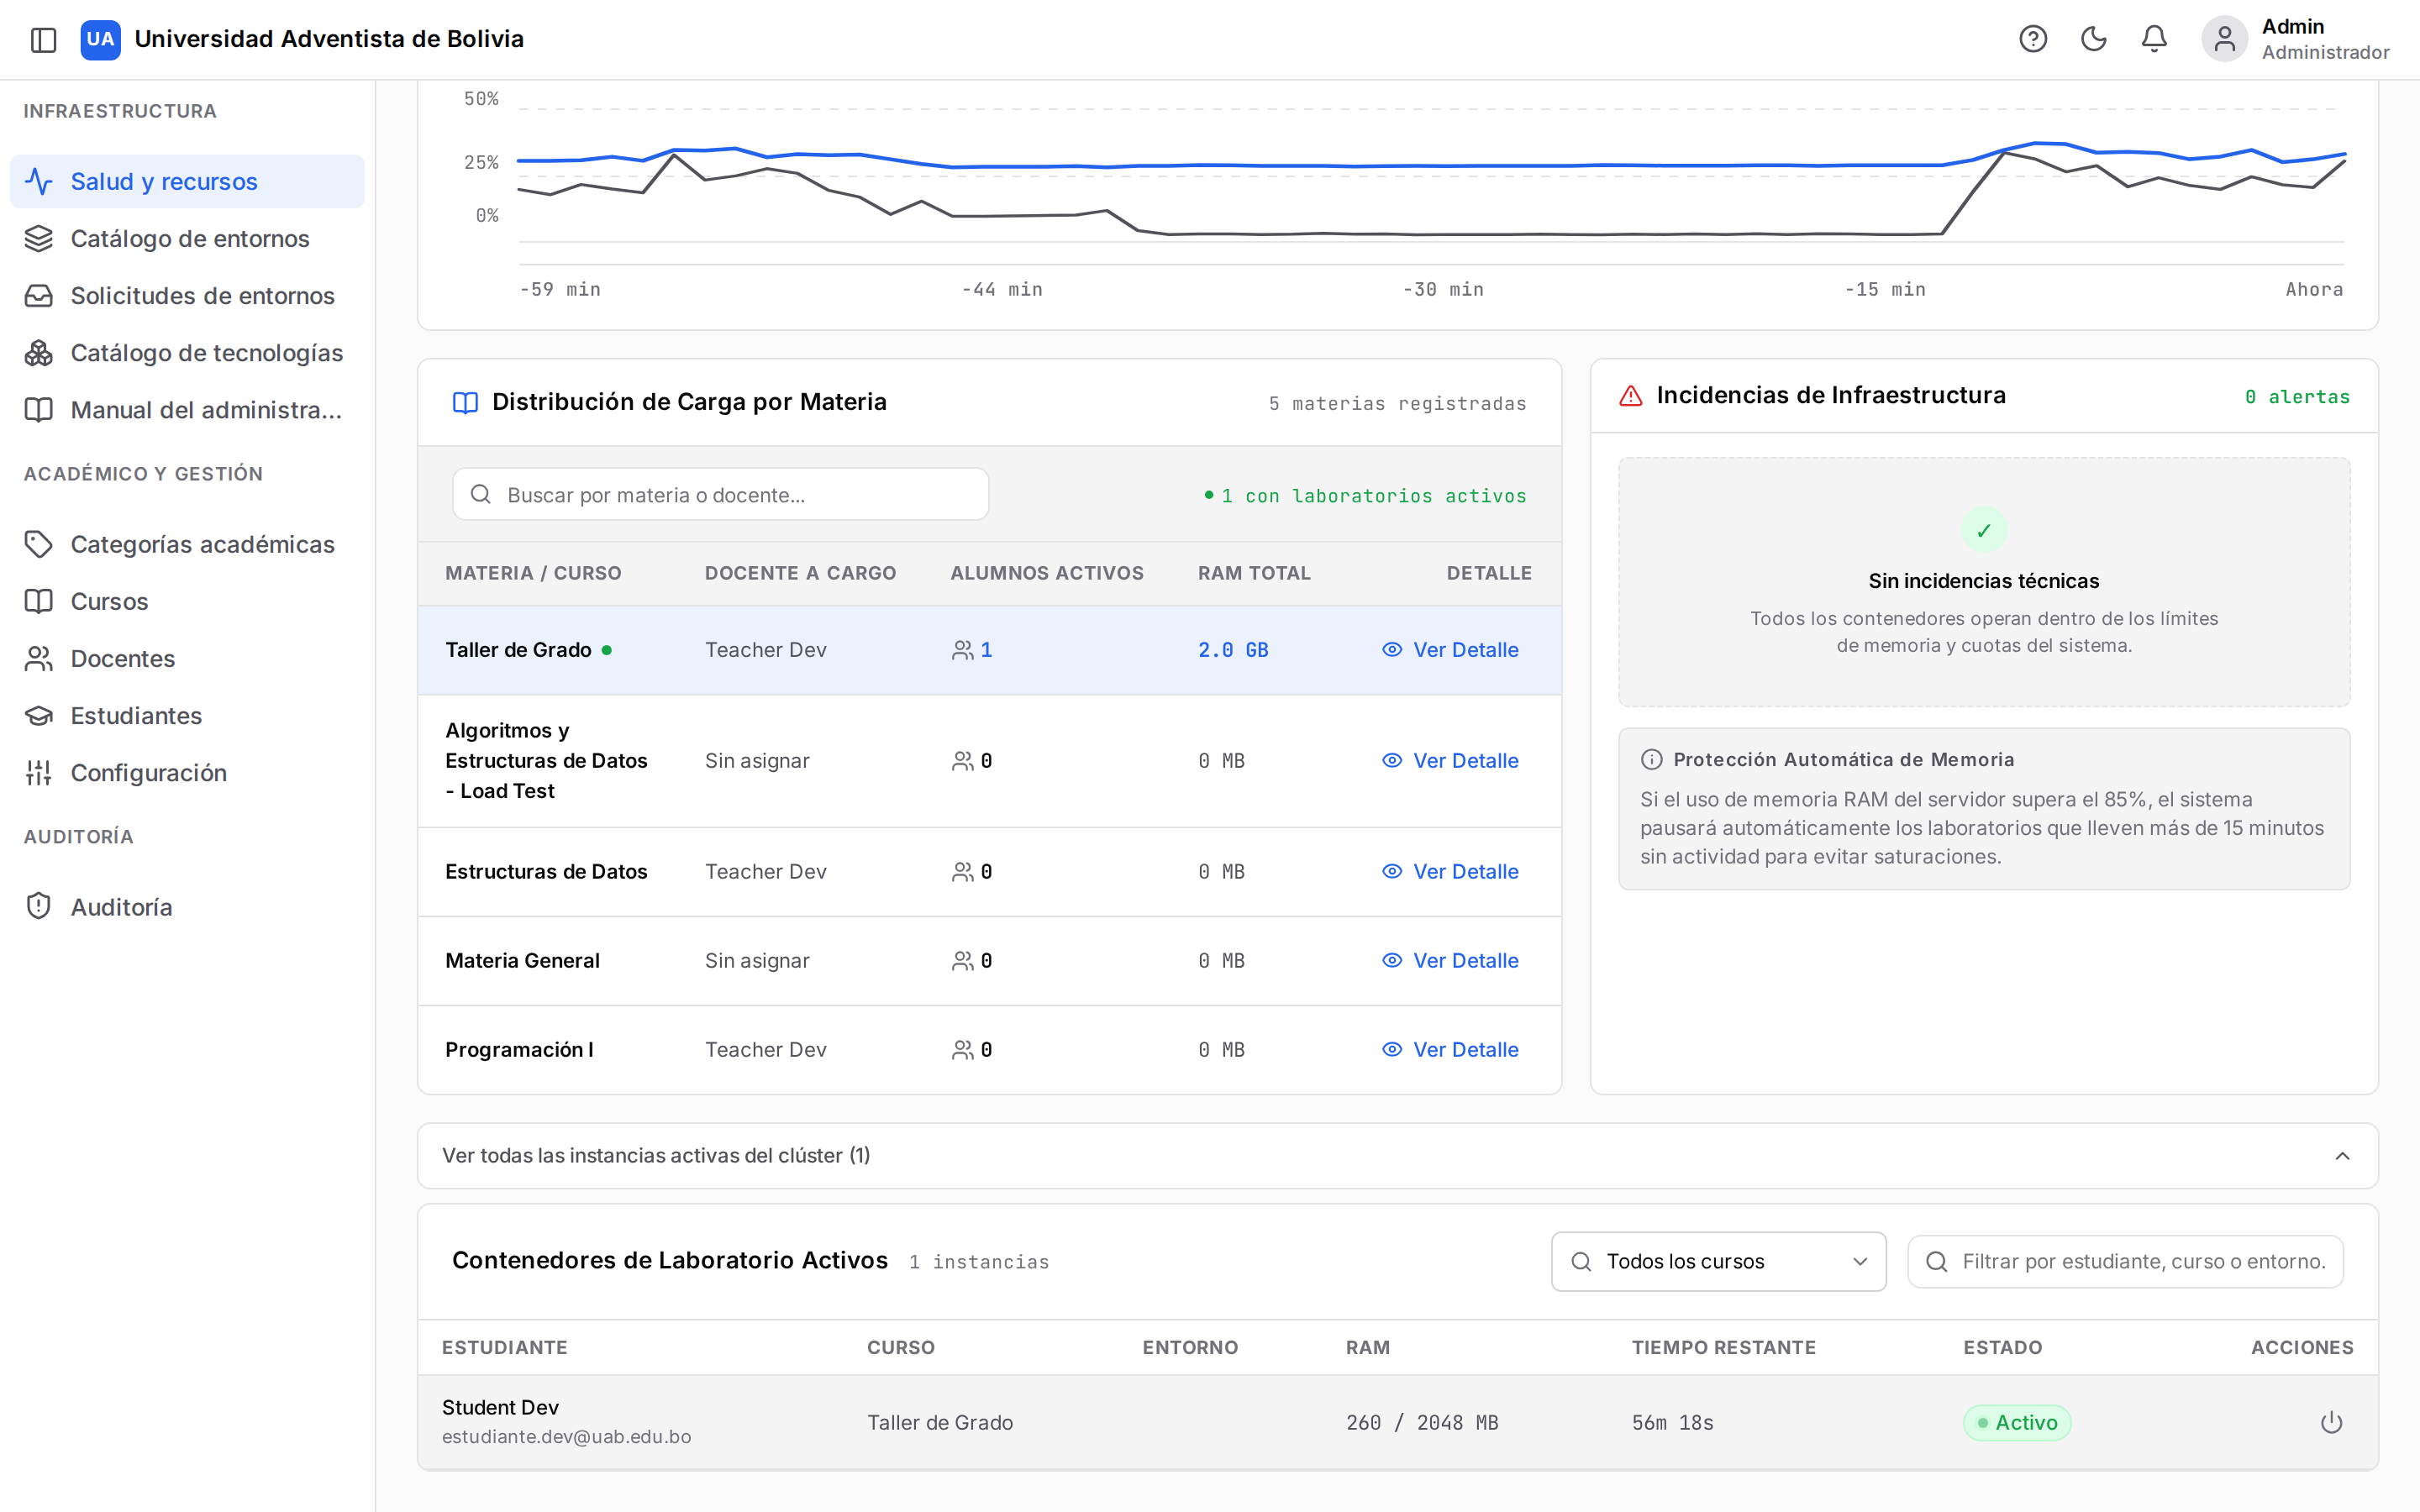 UA Universidad Adventista de Bolivia
Admin
Administrador
INFRAESTRUCTURA
Salud y recursos
Catálogo de entornos
Solicitudes de entornos
Catálogo de tecnologías
Manual del administra...
ACADÉMICO Y GESTIÓN
Categorías académicas
Cursos
Docentes
Estudiantes
Configuración
AUDITORÍA
Auditoría
50%
25%
0%
-59 min -44 min -30 min -15 min Ahora
Distribución de Carga por Materia 5 materias registradas
Buscar por materia o docente... 1 con laboratorios activos
MATERIA / CURSO DOCENTE A CARGO ALUMNOS ACTIVOS RAM TOTAL DETALLE
Taller de Grado Teacher Dev 1 2.0 GB Ver Detalle
Algoritmos y
Estructuras de Datos
- Load Test
Sin asignar 0 0 MB Ver Detalle
Estructuras de Datos Teacher Dev 0 0 MB Ver Detalle
Materia General Sin asignar 0 0 MB Ver Detalle
Programación I Teacher Dev 0 0 MB Ver Detalle
Incidencias de Infraestructura 0 alertas
Sin incidencias técnicas
Todos los contenedores operan dentro de los límites
de memoria y cuotas del sistema.
Protección Automática de Memoria
Si el uso de memoria RAM del servidor supera el 85%, el sistema
pausará automáticamente los laboratorios que lleven más de 15 minutos
sin actividad para evitar saturaciones.
Ver todas las instancias activas del clúster (1)
Contenedores de Laboratorio Activos 1 instancias
Todos los cursos
Filtrar por estudiante, curso o entorno.
ESTUDIANTE CURSO ENTORNO RAM TIEMPO RESTANTE ESTADO ACCIONES
Student Dev
estudiante.dev@uab.edu.bo
Taller de Grado 260 / 2048 MB 56m 18s Activo